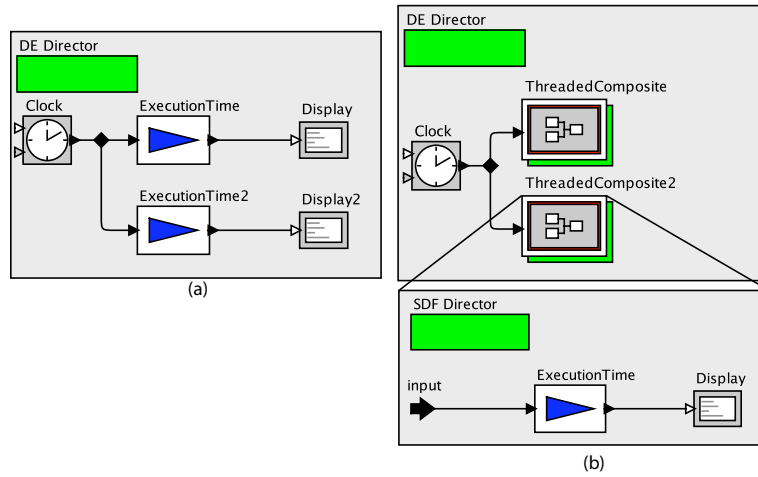 DE Director
Clock
ExecutionTime
Display
ExecutionTime2
Display2
(a)
DE Director
ThreadedComposite
Clock
ThreadedComposite2
SDF Director
input
ExecutionTime
Display
(b)